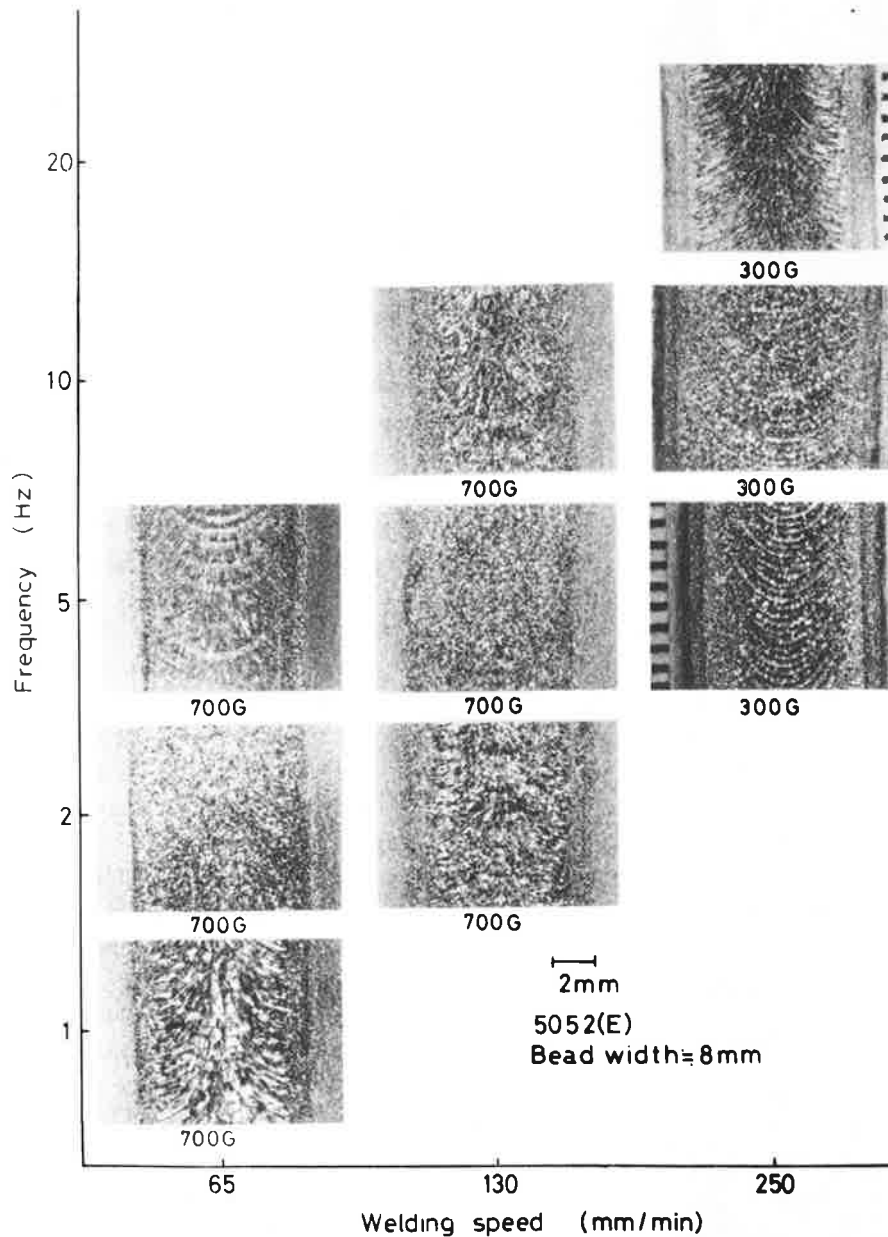 20
300G
10
700G
300G
Frequency (Hz)
5
700G
700G
300G
2
700G
700G
2mm
5052(E)
Bead width≒8mm
1
700G
65
130
250
Welding speed (mm/min)